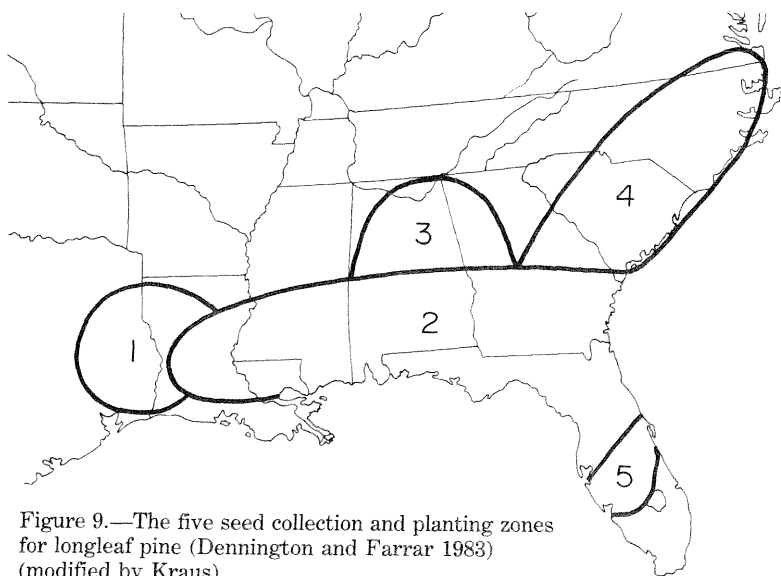 4
3
2
1
5
Figure 9.—The five seed collection and planting zones
for longleaf pine (Dennington and Farrar 1983)
(modified by Kraus)